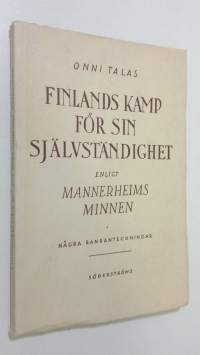 ONNI TALAS
FINLANDS KAMP
FÖR SIN
SJÄLVSTÄNDIGHET
ENLIGT
MANNERHEIMS
MINNEN
NÅGRA RANDANTECKNINGAR
SÖDERSTRÖMS